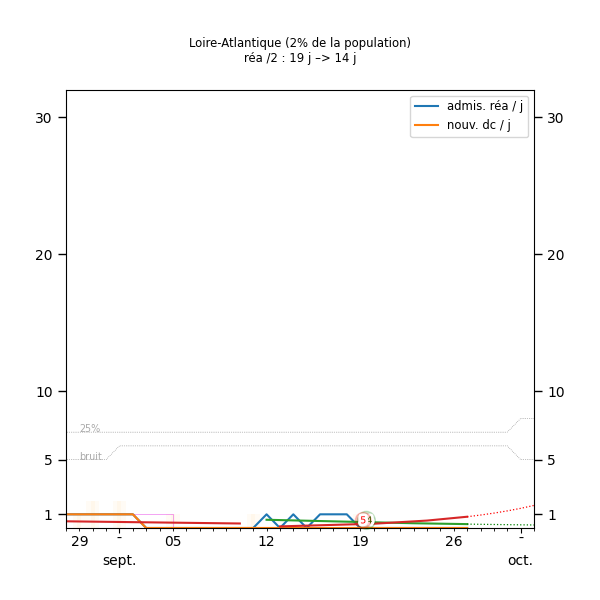 Loire-Atlantique (2% de la population)
réa /2 : 19 j –> 14 j
admis. réa / j
nouv. dc / j
30 30
20 20
10 10
25%
5 bruit 5
1 54 1
29 - 05 12 19 26 -
sept. oct.